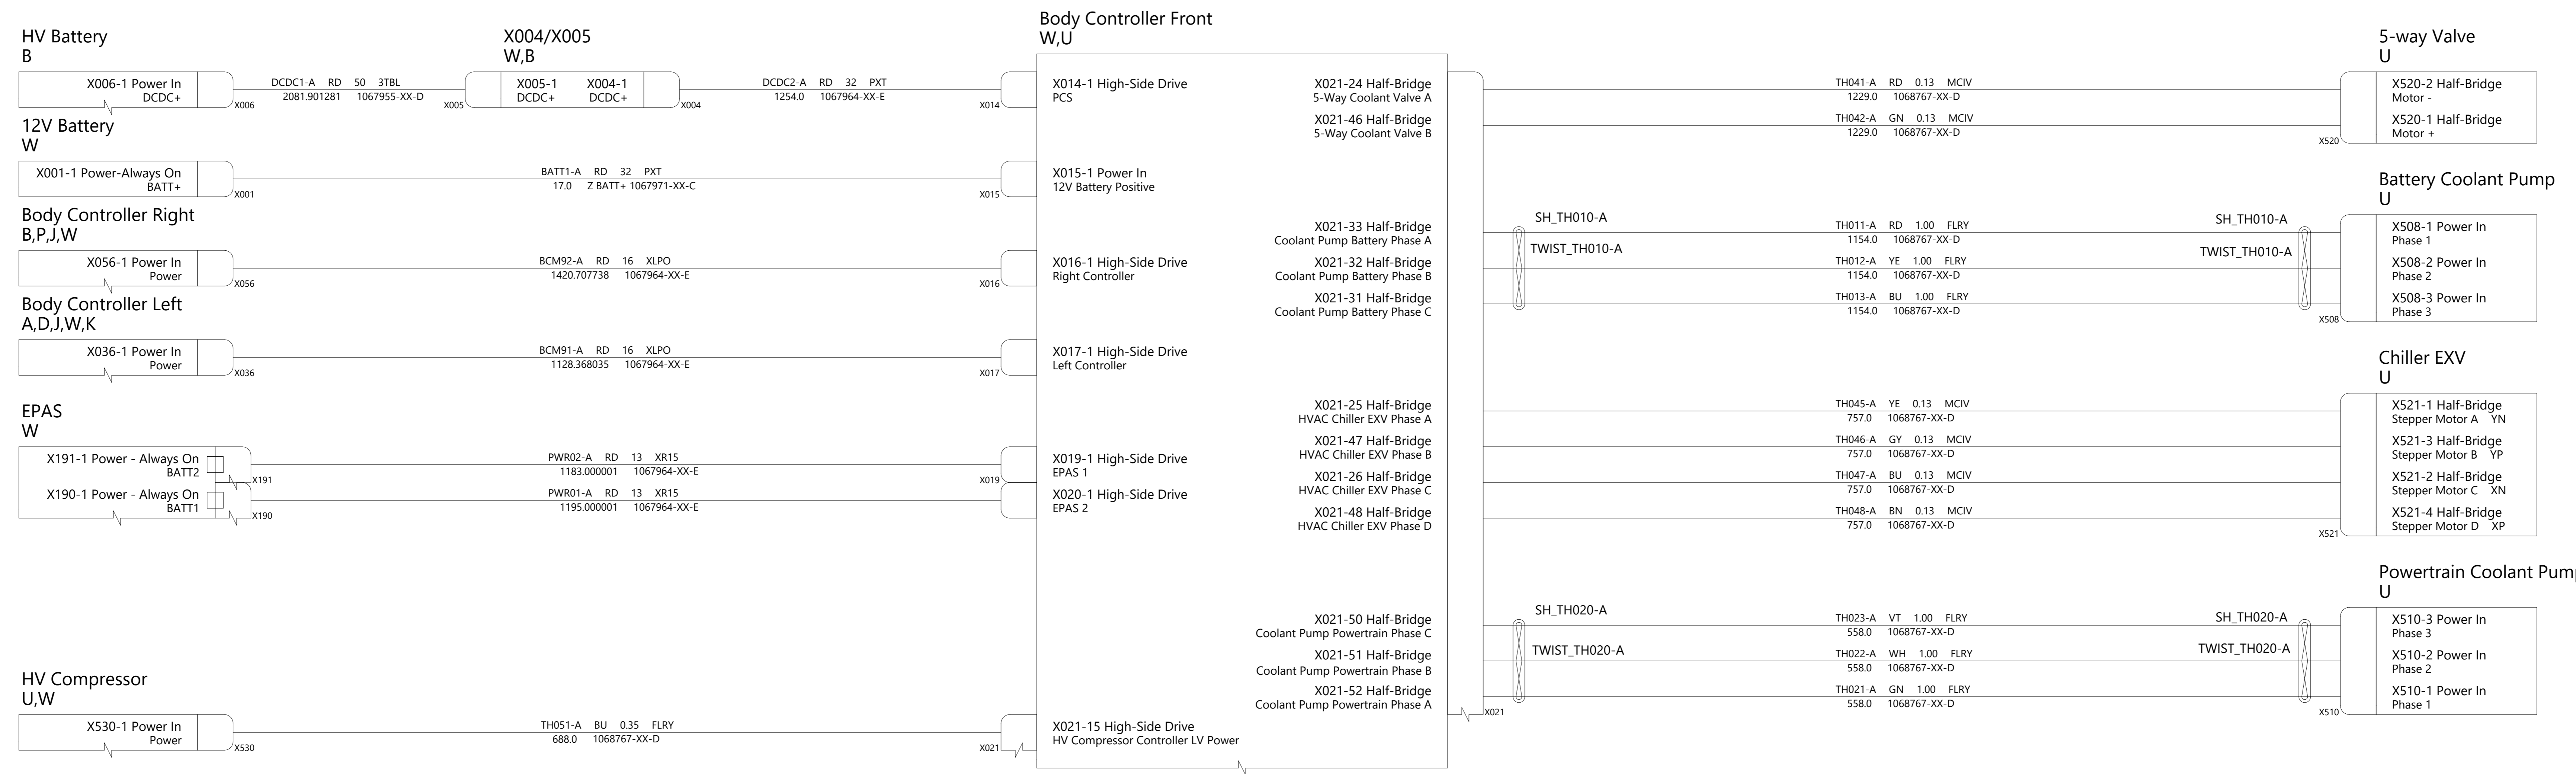 Body Controller Front
W,U
HV Battery
B
X006-1 Power In
DCDC+
X006
DCDC1-A RD 50 3TBL
2081.901281 1067955-XX-D
X005
X004/X005
W,B
X005-1 X004-1
DCDC+ DCDC+
X004
DCDC2-A RD 32 PXT
1254.0 1067964-XX-E
X014
X014-1 High-Side Drive
PCS
12V Battery
W
X001-1 Power-Always On
BATT+
X001
BATT1-A RD 32 PXT
17.0 Z BATT+ 1067971-XX-C
X015
X015-1 Power In
12V Battery Positive
Body Controller Right
B,P,J,W
X056-1 Power In
Power
X056
BCM92-A RD 16 XLPO
1420.707738 1067964-XX-E
X016
X016-1 High-Side Drive
Right Controller
Body Controller Left
A,D,J,W,K
X036-1 Power In
Power
X036
BCM91-A RD 16 XLPO
1128.368035 1067964-XX-E
X017
X017-1 High-Side Drive
Left Controller
EPAS
W
X191-1 Power - Always On
BATT2
X191
PWR02-A RD 13 XR15
1183.000001 1067964-XX-E
X019
X019-1 High-Side Drive
EPAS 1
X190-1 Power - Always On
BATT1
X190
PWR01-A RD 13 XR15
1195.000001 1067964-XX-E
X020-1 High-Side Drive
EPAS 2
HV Compressor
U,W
X530-1 Power In
Power
X530
TH051-A BU 0.35 FLRY
688.0 1068767-XX-D
X021
X021-15 High-Side Drive
HV Compressor Controller LV Power
X021-24 Half-Bridge
5-Way Coolant Valve A
TH041-A RD 0.13 MCIV
1229.0 1068767-XX-D
5-way Valve
U
X520-2 Half-Bridge
Motor -
X021-46 Half-Bridge
5-Way Coolant Valve B
TH042-A GN 0.13 MCIV
1229.0 1068767-XX-D
X520-1 Half-Bridge
Motor +
X520
X021-33 Half-Bridge
Coolant Pump Battery Phase A
SH_TH010-A
TWIST_TH010-A
TH011-A RD 1.00 FLRY
1154.0 1068767-XX-D
SH_TH010-A
TWIST_TH010-A
Battery Coolant Pump
U
X508-1 Power In
Phase 1
X021-32 Half-Bridge
Coolant Pump Battery Phase B
TH012-A YE 1.00 FLRY
1154.0 1068767-XX-D
X508-2 Power In
Phase 2
X021-31 Half-Bridge
Coolant Pump Battery Phase C
TH013-A BU 1.00 FLRY
1154.0 1068767-XX-D
X508-3 Power In
Phase 3
X508
X021-25 Half-Bridge
HVAC Chiller EXV Phase A
TH045-A YE 0.13 MCIV
757.0 1068767-XX-D
Chiller EXV
U
X521-1 Half-Bridge
Stepper Motor A YN
X021-47 Half-Bridge
HVAC Chiller EXV Phase B
TH046-A GY 0.13 MCIV
757.0 1068767-XX-D
X521-3 Half-Bridge
Stepper Motor B YP
X021-26 Half-Bridge
HVAC Chiller EXV Phase C
TH047-A BU 0.13 MCIV
757.0 1068767-XX-D
X521-2 Half-Bridge
Stepper Motor C XN
X021-48 Half-Bridge
HVAC Chiller EXV Phase D
TH048-A BN 0.13 MCIV
757.0 1068767-XX-D
X521-4 Half-Bridge
Stepper Motor D XP
X521
X021-50 Half-Bridge
Coolant Pump Powertrain Phase C
SH_TH020-A
TWIST_TH020-A
TH023-A VT 1.00 FLRY
558.0 1068767-XX-D
SH_TH020-A
TWIST_TH020-A
Powertrain Coolant Pum
U
X510-3 Power In
Phase 3
X021-51 Half-Bridge
Coolant Pump Powertrain Phase B
TH022-A WH 1.00 FLRY
558.0 1068767-XX-D
X510-2 Power In
Phase 2
X021-52 Half-Bridge
Coolant Pump Powertrain Phase A
X021
TH021-A GN 1.00 FLRY
558.0 1068767-XX-D
X510-1 Power In
Phase 1
X510